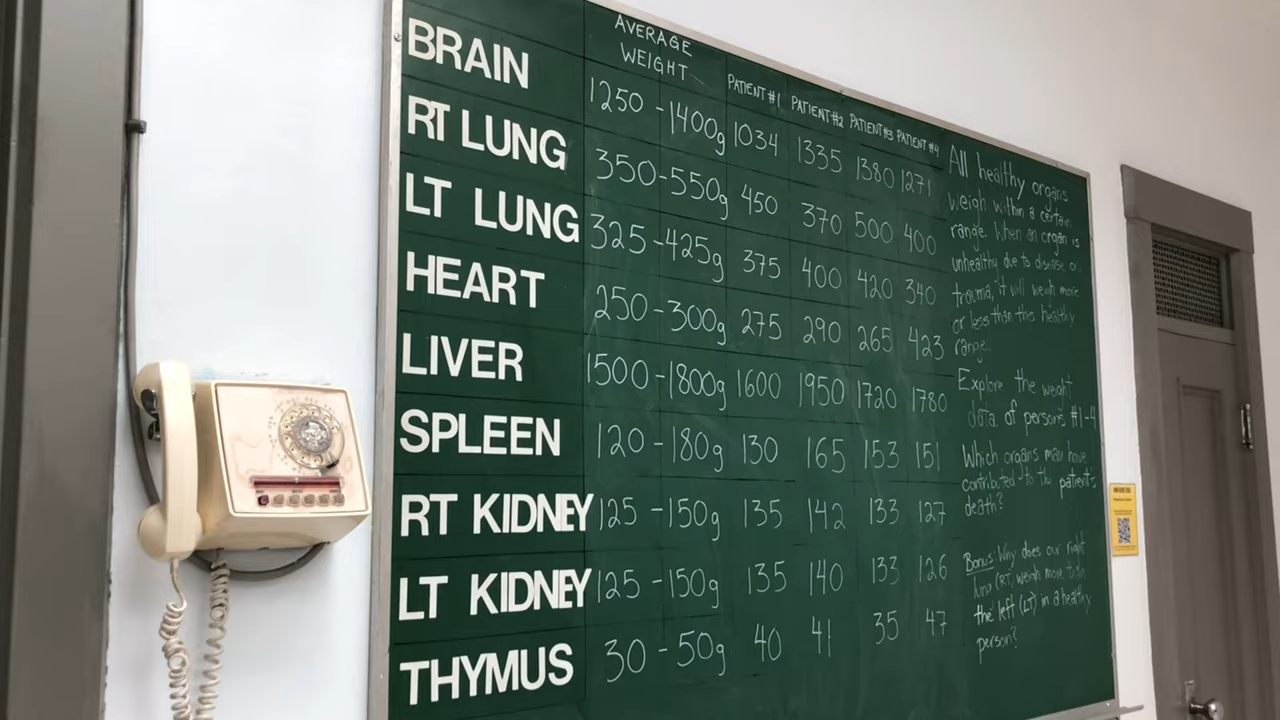 AVERAGE
WEIGHT
PATIENT #1 PATIENT #2 PATIENT #3 PATIENT #4
BRAIN 1250 - 1400g 1034 1335 1380 1271
RT LUNG 350-550g 450 370 500 400
LT LUNG 325-425g 375 400 420 340
HEART 250-300g 275 290 265 423
LIVER 1500-1800g 1600 1950 1720 1780
SPLEEN 120-180g 130 165 153 151
RT KIDNEY 125-150g 135 142 133 127
LT KIDNEY 125-150g 135 140 133 126
THYMUS 30-50g 40 41 35 47
All healthy organs
weigh within a certain
range. When an organ is
unhealthy due to disease or
trauma, it will weigh more
or less than this healthy
range.
Explore the weight
data of persons #1-4
Which organs may have
contributed to the patient's
death?
Bonus: Why does our right
lung (RT) weigh more than
the left (LT) in a healthy
person?